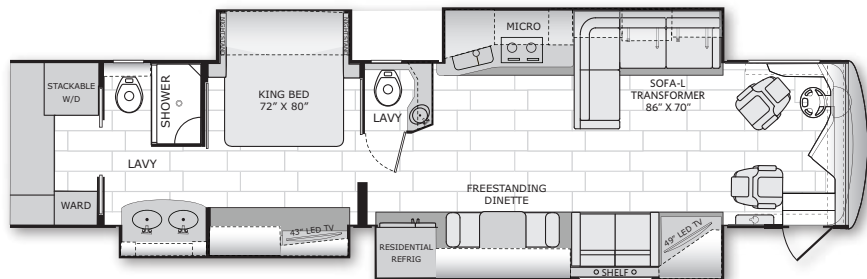 MICRO
STACKABLE
W/D
SHOWER
KING BED
72" X 80"
LAVY
SOFA-L
TRANSFORMER
86" X 70"
LAVY
WARD
FREESTANDING
DINETTE
43" LED TV
RESIDENTIAL
REFRIG
49" LED TV
SHELF